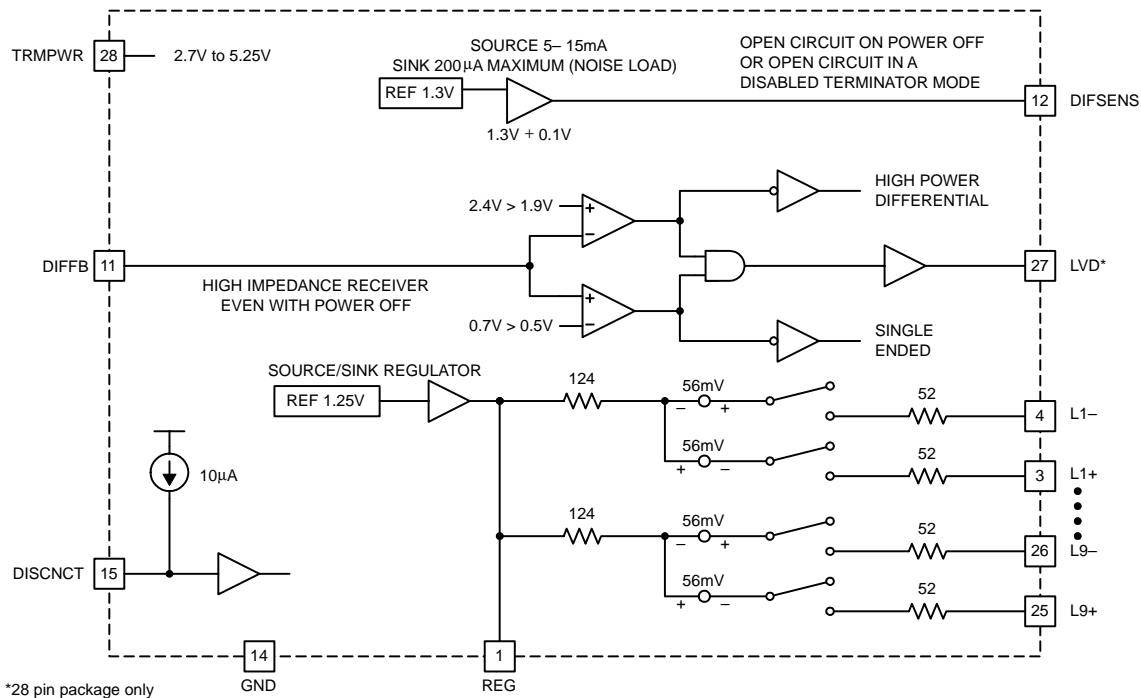 TRMPWR 28 2.7V to 5.25V
SOURCE 5– 15mA
SINK 200µA MAXIMUM (NOISE LOAD)
REF 1.3V
1.3V + 0.1V
OPEN CIRCUIT ON POWER OFF
OR OPEN CIRCUIT IN A
DISABLED TERMINATOR MODE
12 DIFSENS
2.4V > 1.9V + –
HIGH POWER
DIFFERENTIAL
DIFFB 11
HIGH IMPEDANCE RECEIVER
EVEN WITH POWER OFF
27 LVD*
0.7V > 0.5V + –
SINGLE
ENDED
SOURCE/SINK REGULATOR
REF 1.25V
124 56mV 52
– +
4 L1–
56mV 52
+ –
3 L1+
10µA
124 56mV 52
– +
26 L9–
56mV 52
+ –
25 L9+
DISCNCT 15
14 1
GND REG
*28 pin package only